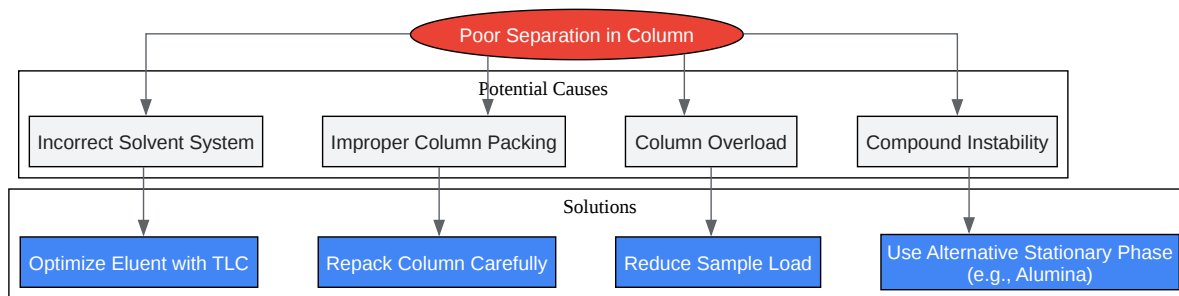 Poor Separation in Column
Potential Causes
Incorrect Solvent System
Improper Column Packing
Column Overload
Compound Instability
Solutions
Optimize Eluent with TLC
Repack Column Carefully
Reduce Sample Load
Use Alternative Stationary Phase
(e.g., Alumina)